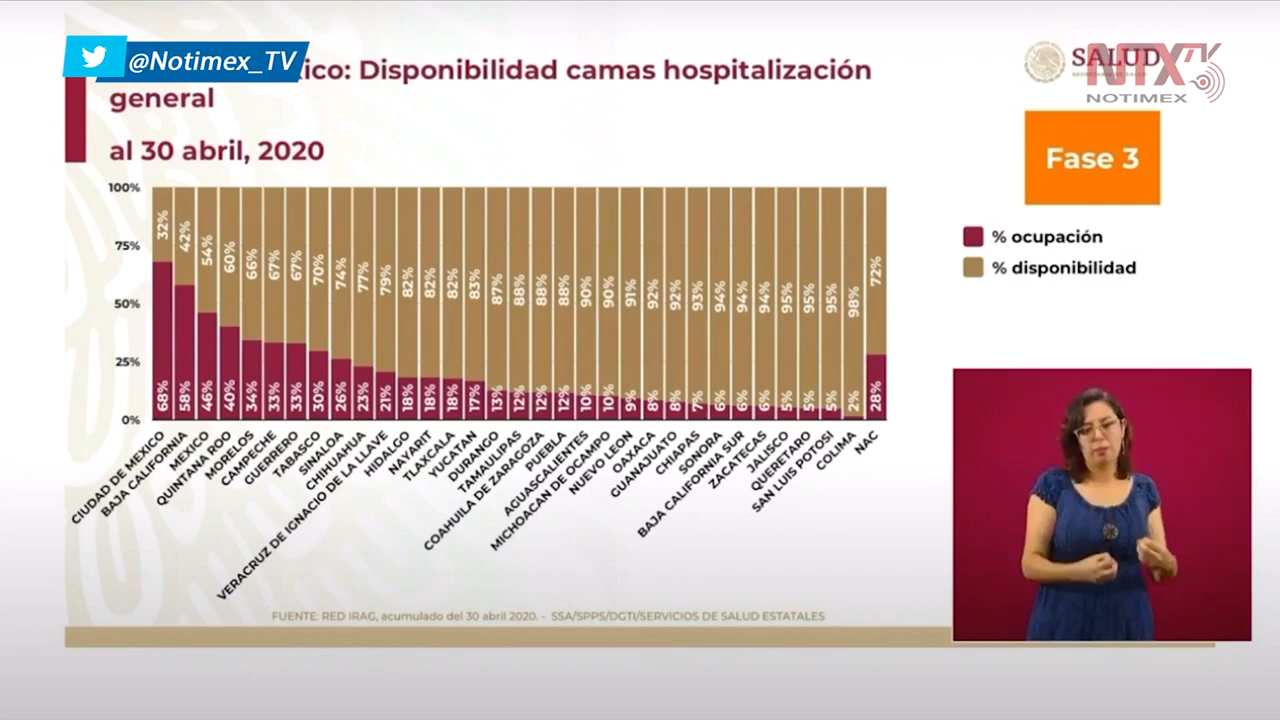 @Notimex_TV
ico: Disponibilidad camas hospitalización
general
al 30 abril, 2020
SALUD
NTX TV
NOTIMEX
Fase 3
% ocupación
% disponibilidad
100%
75%
50%
25%
0%
32% 42% 54% 60% 66% 67% 67% 70% 74% 77% 79% 82% 82% 82% 83% 87% 88% 88% 88% 90% 90% 91% 92% 92% 93% 94% 94% 94% 95% 95% 95% 98% 72%
68% 58% 46% 40% 34% 33% 33% 30% 26% 23% 21% 18% 18% 18% 17% 13% 12% 12% 12% 10% 10% 9% 8% 8% 7% 6% 6% 6% 5% 5% 5% 2% 28%
CIUDAD DE MEXICO
BAJA CALIFORNIA
MEXICO
QUINTANA ROO
MORELOS
CAMPECHE
GUERRERO
TABASCO
SINALOA
CHIHUAHUA
VERACRUZ DE IGNACIO DE LA LLAVE
HIDALGO
NAYARIT
TLAXCALA
YUCATAN
DURANGO
TAMAULIPAS
COAHUILA DE ZARAGOZA
PUEBLA
AGUASCALIENTES
MICHOACAN DE OCAMPO
NUEVO LEON
OAXACA
GUANAJUATO
CHIAPAS
SONORA
BAJA CALIFORNIA SUR
ZACATECAS
JALISCO
QUERETARO
SAN LUIS POTOSI
COLIMA
NAC
FUENTE: RED IRAG, acumulado del 30 abril 2020. - SSA/SPPS/DGTI/SERVICIOS DE SALUD ESTATALES